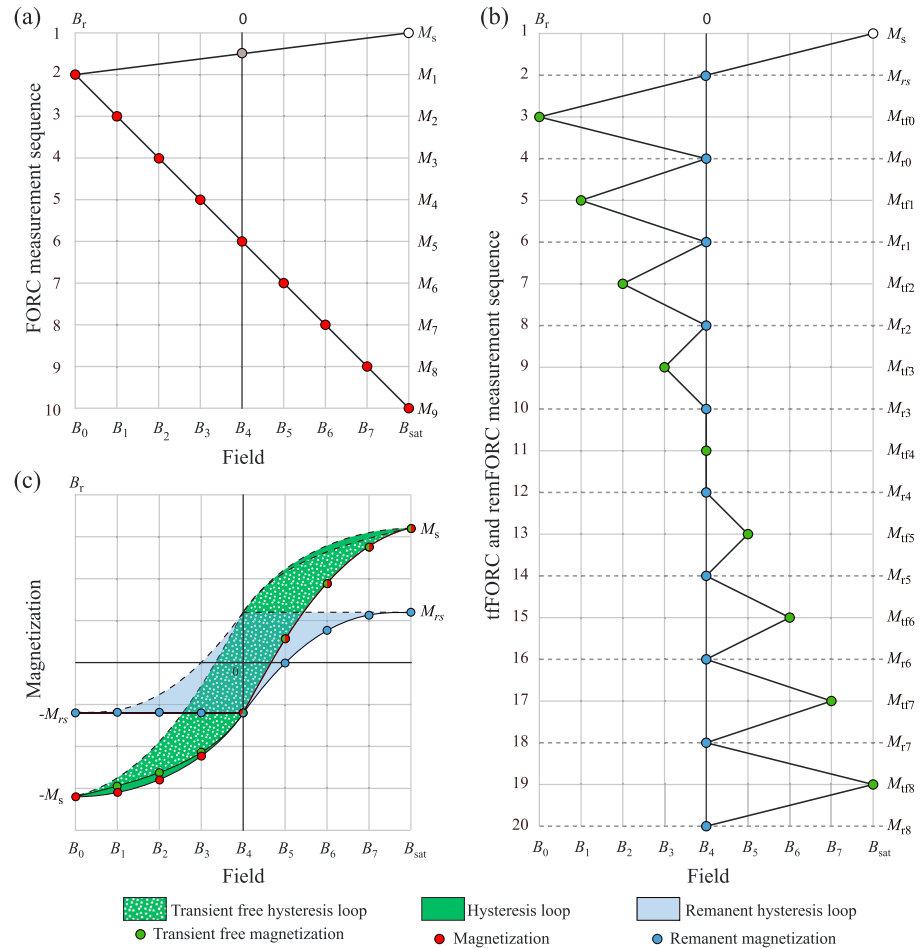 (a)
B_r 0
1 M_s
2 M_1
3 M_2
4 M_3
5 M_4
6 M_5
7 M_6
8 M_7
9 M_8
10 M_9
FORC measurement sequence
B_0 B_1 B_2 B_3 B_4 B_5 B_6 B_7 B_sat
Field
(b)
B_r 0
1 M_s
2 M_rs
3 M_tf0
4 M_r0
5 M_tf1
6 M_r1
7 M_tf2
8 M_r2
9 M_tf3
10 M_r3
11 M_tf4
12 M_r4
13 M_tf5
14 M_r5
15 M_tf6
16 M_r6
17 M_tf7
18 M_r7
19 M_tf8
20 M_r8
tfFORC and remFORC measurement sequence
B_0 B_1 B_2 B_3 B_4 B_5 B_6 B_7 B_sat
Field
(c)
B_r
M_s
M_rs
0
-M_rs
-M_s
Magnetization
B_0 B_1 B_2 B_3 B_4 B_5 B_6 B_7 B_sat
Field
Transient free hysteresis loop Hysteresis loop Remanent hysteresis loop
Transient free magnetization Magnetization Remanent magnetization